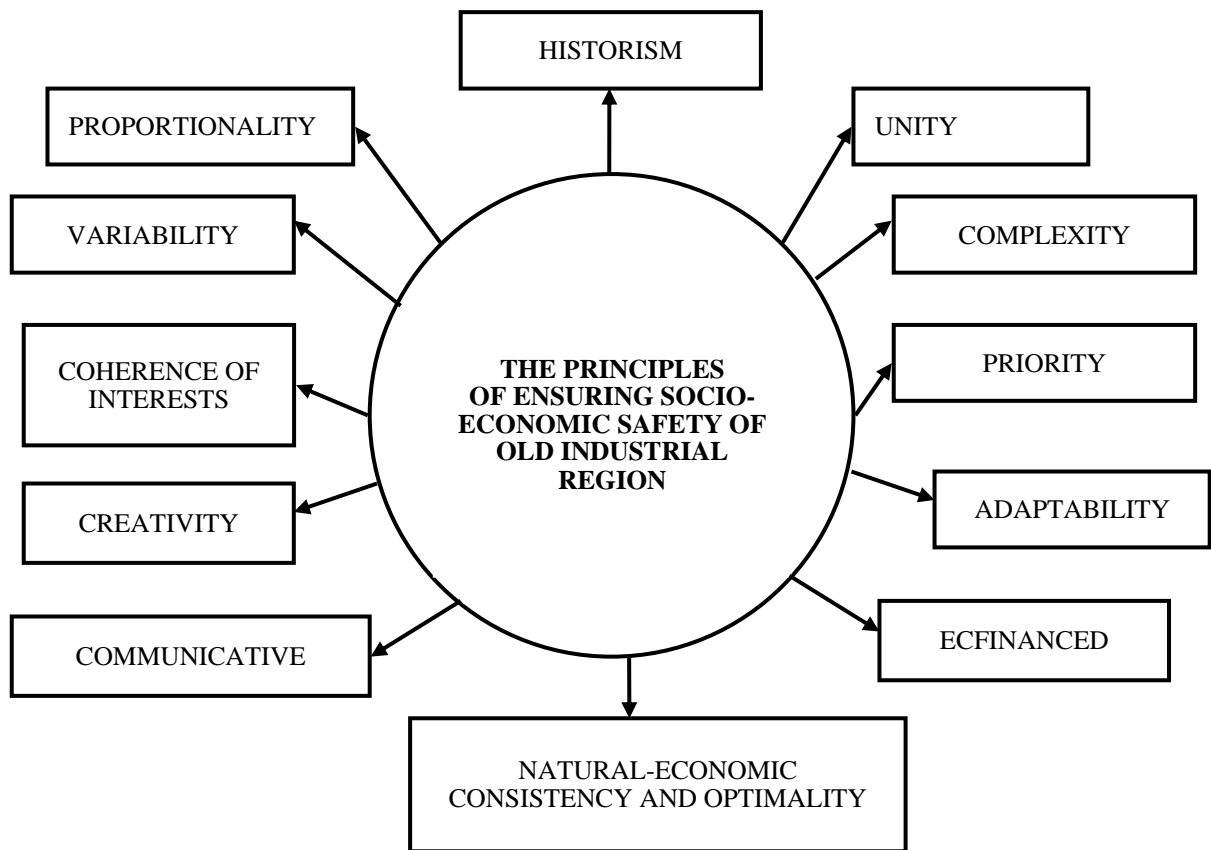 HISTORISM
PROPORTIONALITY
UNITY
VARIABILITY
COMPLEXITY
COHERENCE OF
INTERESTS
THE PRINCIPLES
OF ENSURING SOCIO-
ECONOMIC SAFETY OF
OLD INDUSTRIAL
REGION
PRIORITY
CREATIVITY
ADAPTABILITY
COMMUNICATIVE
ECFINANCED
NATURAL-ECONOMIC
CONSISTENCY AND OPTIMALITY